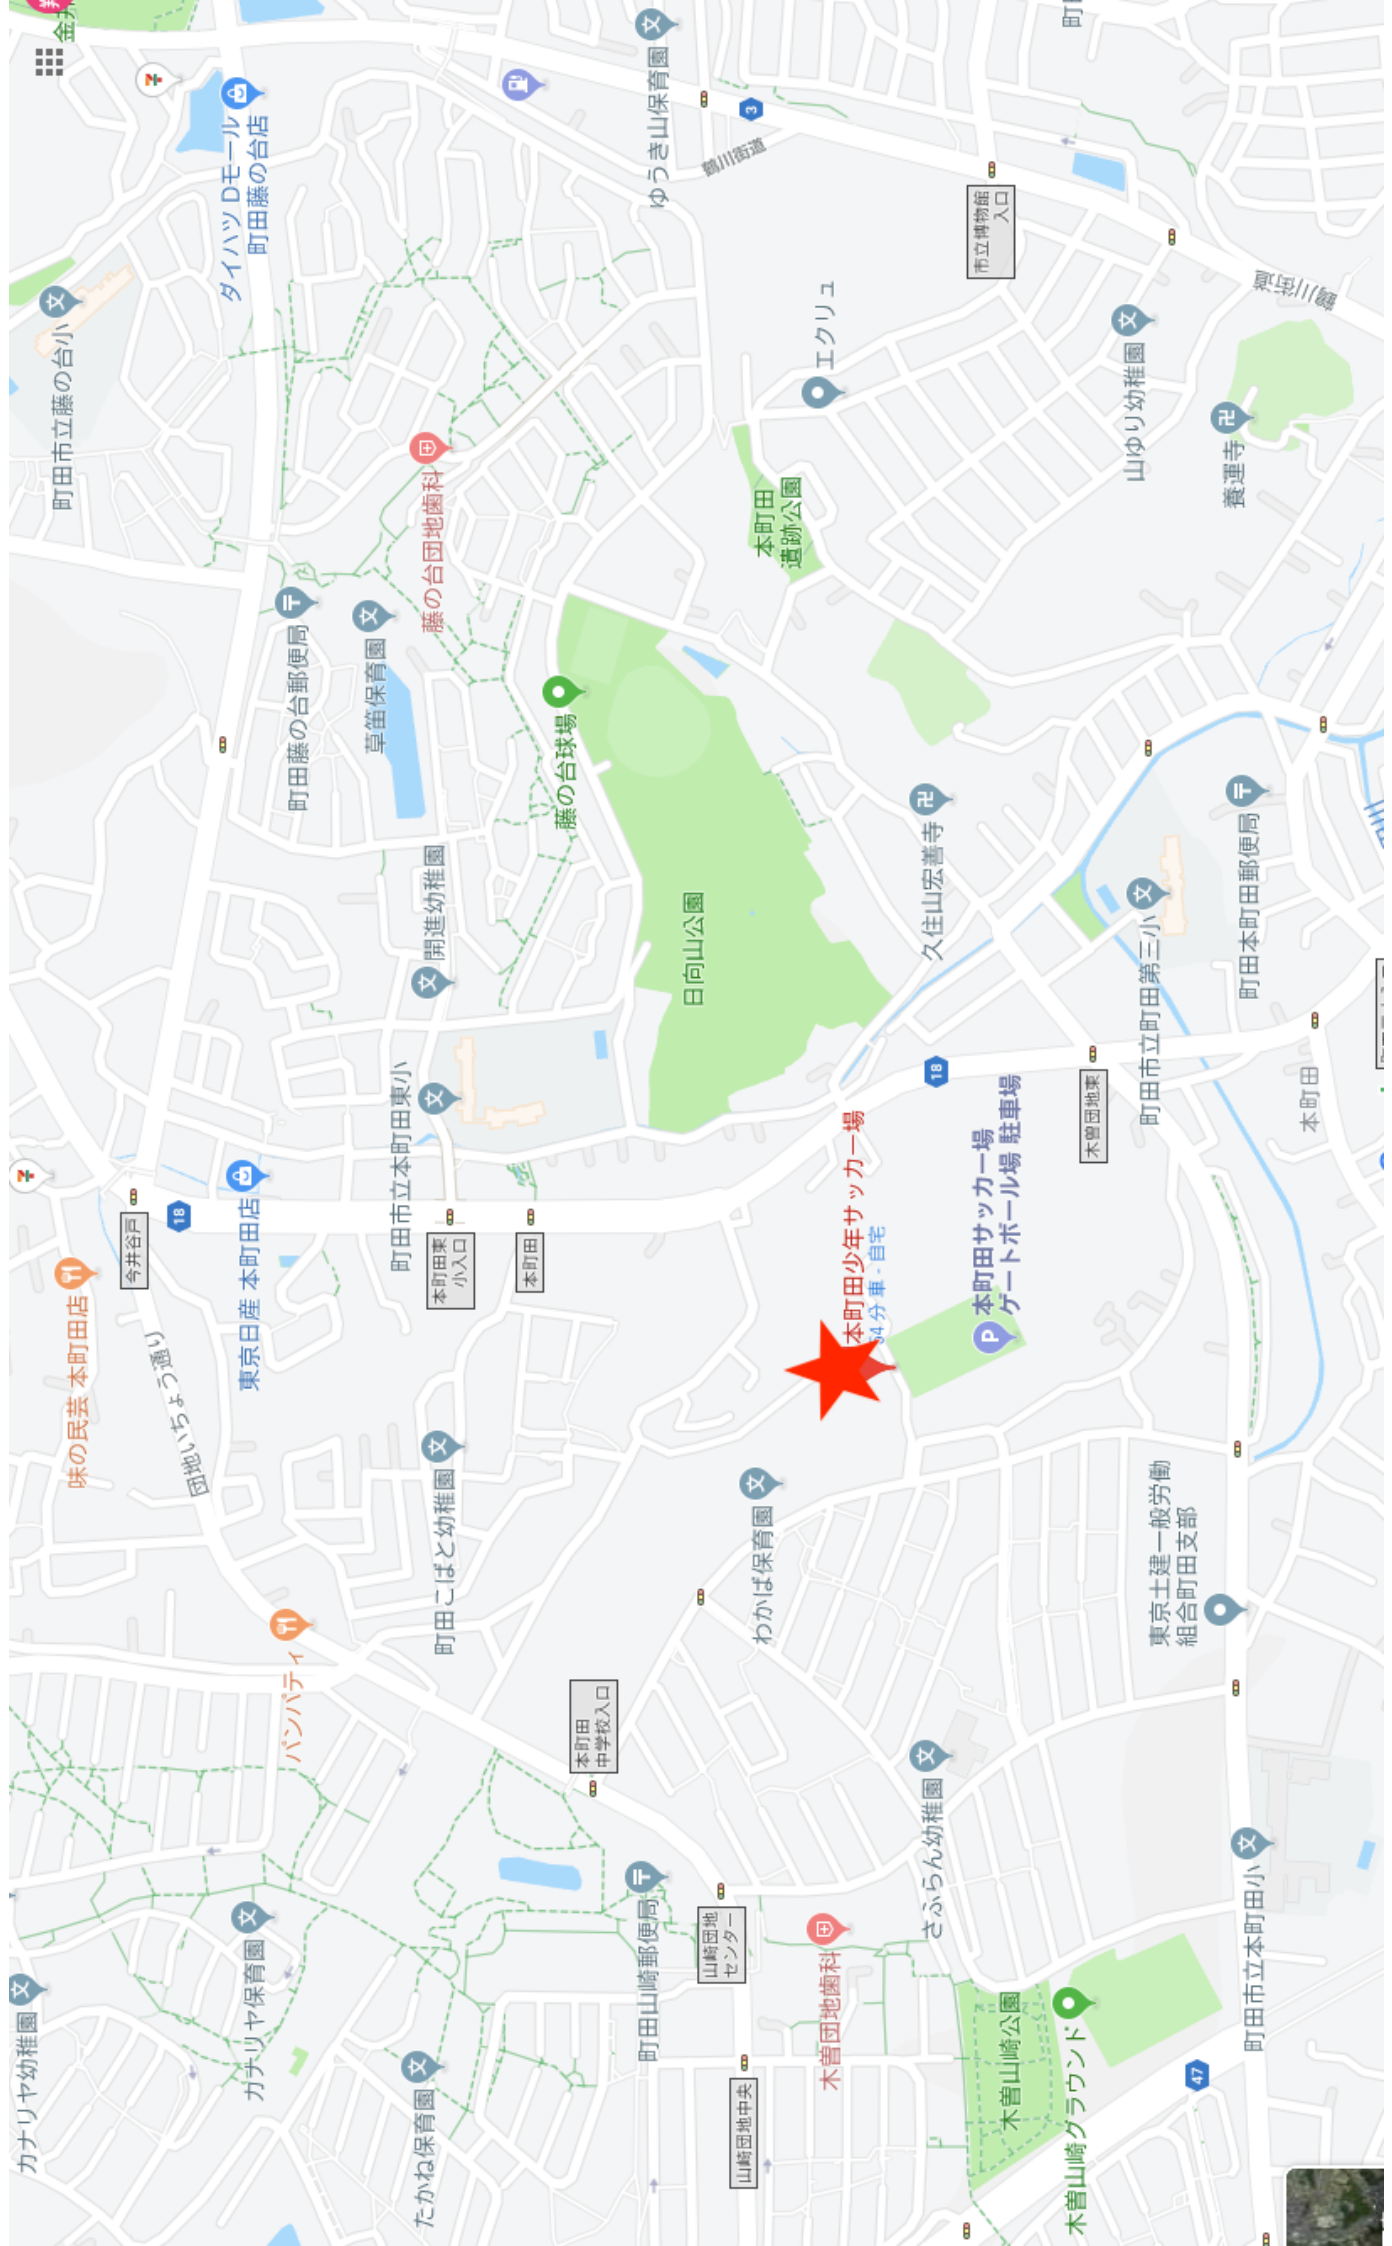 カナリヤ幼稚園
カナリヤ保育園
たかね保育園
町田山崎郵便局
山崎団地
センター
山崎団地中央
木曽団地歯科
さふらん幼稚園
木曽山崎公園
木曽山崎グラウンド
47
町田市立本町田小
本町田
中学校入口
パンパティ
町田こばと幼稚園
わかば保育園
東京土建一般労働
組合町田支部
味の民芸 本町田店
団地いちょう通り
今井谷戸
18
東京日産 本町田店
本町田東
小入口
本町田
町田市立本町田東小
本町田少年サッカー場
54分 車 - 自宅
本町田サッカー場
ゲートボール場 駐車場
18
木曽団地東
本町田
町田市立町田第三小
町田本町田郵便局
久住山宏善寺
日向山公園
藤の台球場
開進幼稚園
草笛保育園
町田藤の台郵便局
藤の台団地歯科
本町田
遺跡公園
エクリュ
養運寺
山ゆり幼稚園
市立博物館
入口
鶴川街道
鶴川街道
3
ゆうき山保育園
ダイハツ Dモール
町田藤の台店
町田市立藤の台小